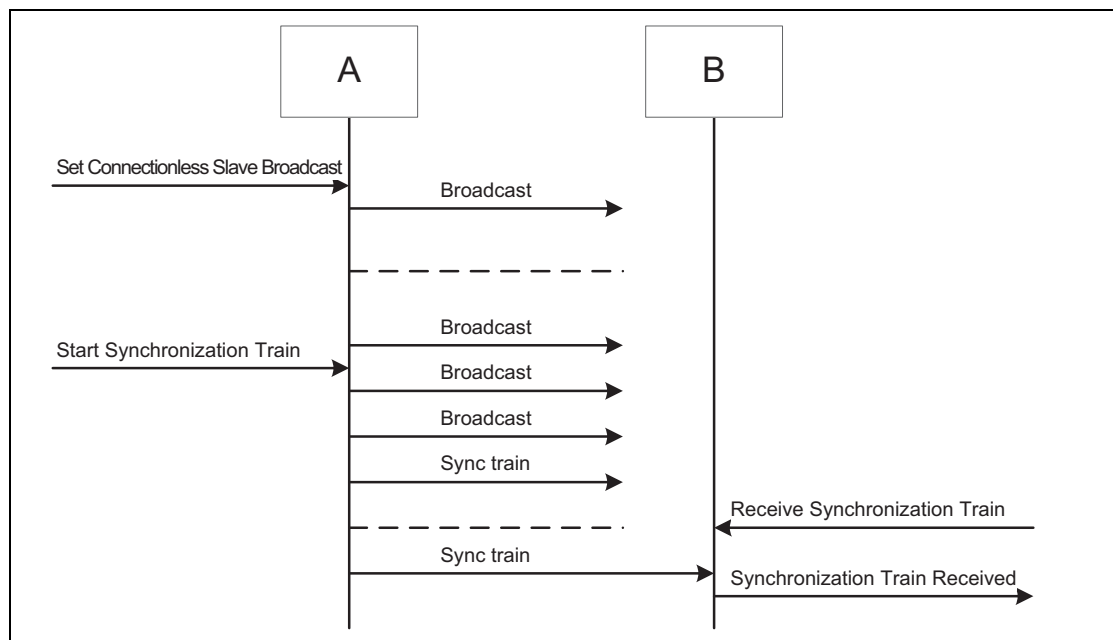 A
B
Set Connectionless Slave Broadcast
Broadcast
Broadcast
Start Synchronization Train
Broadcast
Broadcast
Sync train
Receive Synchronization Train
Sync train
Synchronization Train Received